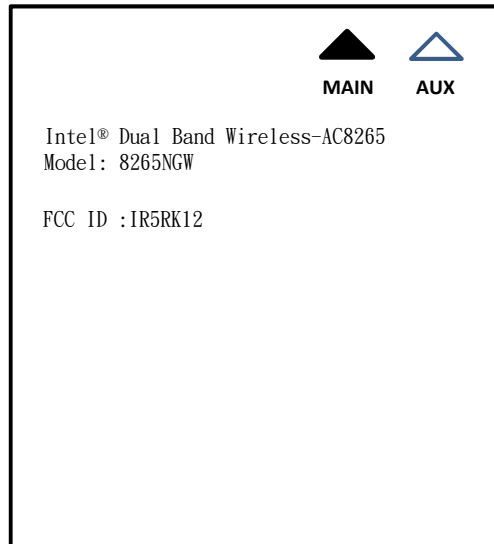 MAIN AUX
Intel® Dual Band Wireless-AC8265
Model: 8265NGW
FCC ID :IR5RK12